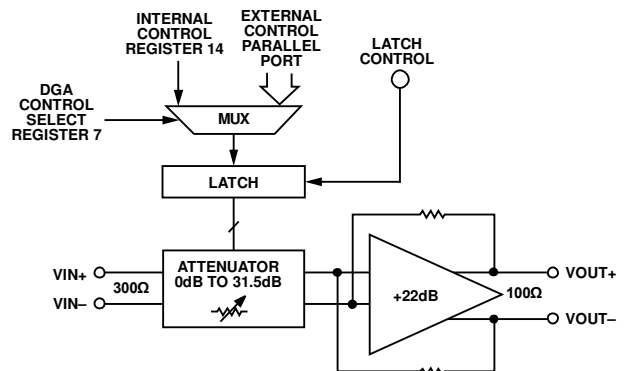 INTERNAL
CONTROL
REGISTER 14
EXTERNAL
CONTROL
PARALLEL
PORT
LATCH
CONTROL
DGA
CONTROL
SELECT
REGISTER 7
MUX
LATCH
VIN+
300Ω
VIN–
ATTENUATOR
0dB TO 31.5dB
+22dB
100Ω
VOUT+
VOUT–